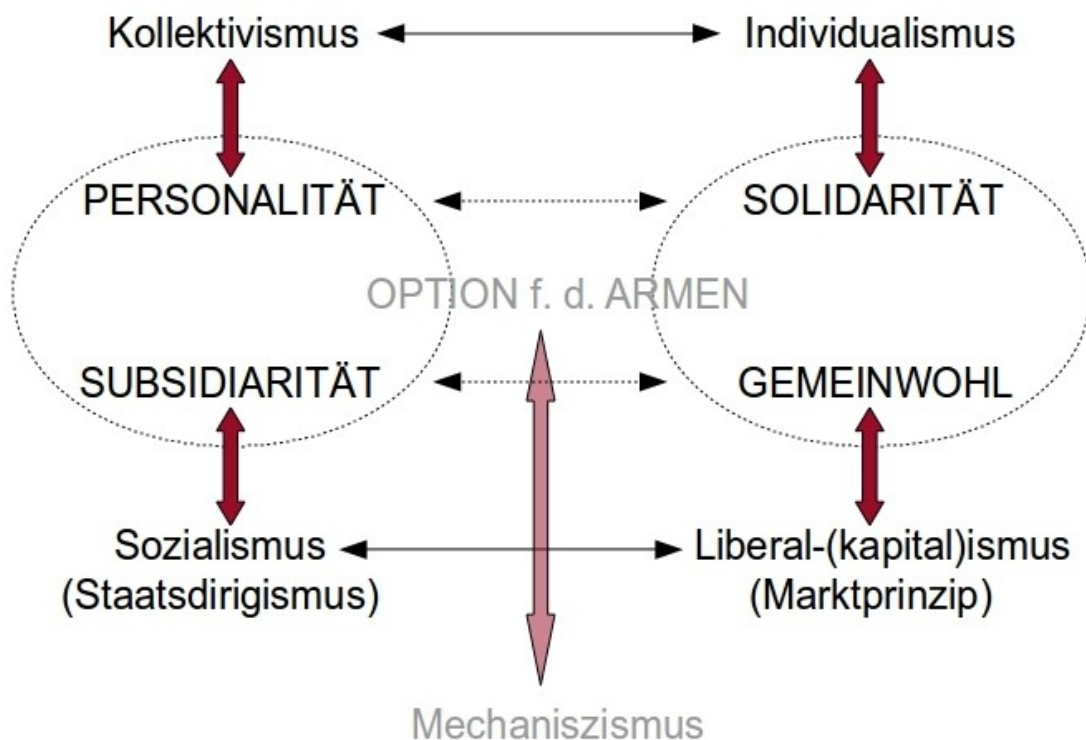 Kollektivismus
Individualismus
PERSONALITÄT
SOLIDARITÄT
OPTION f. d. ARMEN
SUBSIDIARITÄT
GEMEINWOHL
Sozialismus
(Staatsdirigismus)
Liberal-(kapital)ismus
(Marktprinzip)
Mechaniszismus